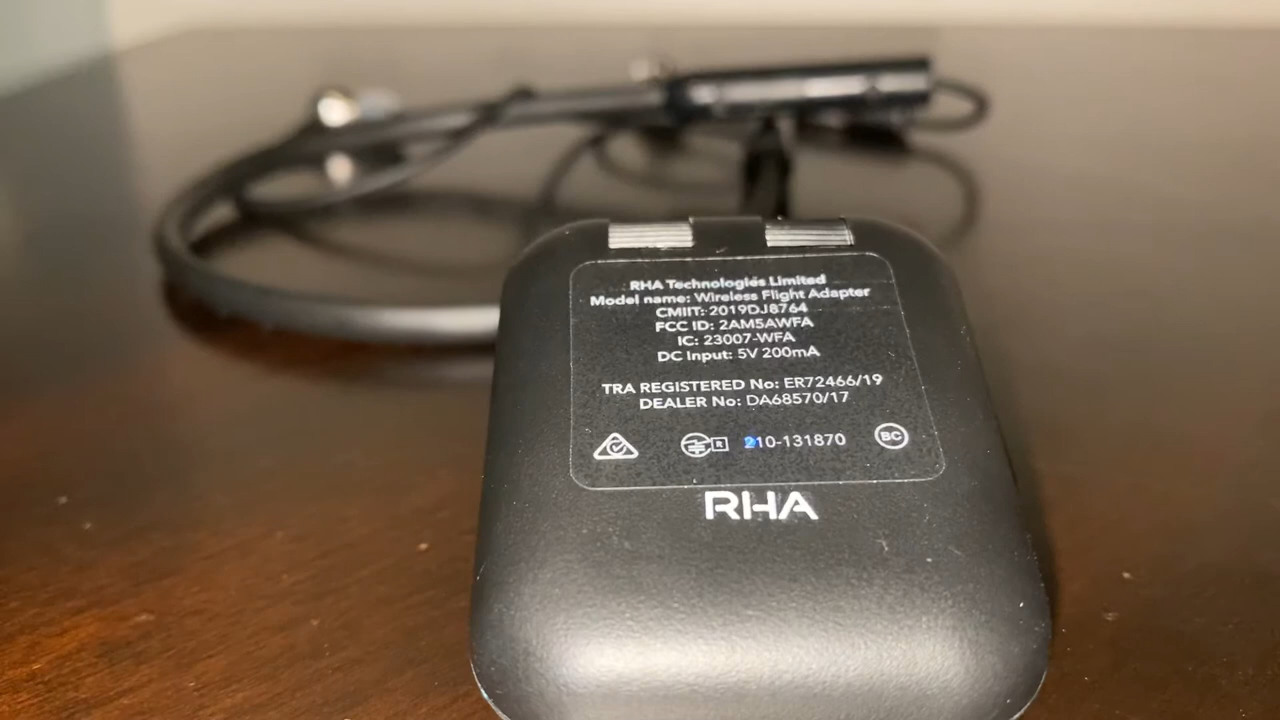 RHA Technologies Limited
Model name: Wireless Flight Adapter
CMIIT: 2019DJ8764
FCC ID: 2AM5AWFA
IC: 23007-WFA
DC Input: 5V 200mA
TRA REGISTERED No: ER72466/19
DEALER No: DA68570/17
R 210-131870 BC
RHA